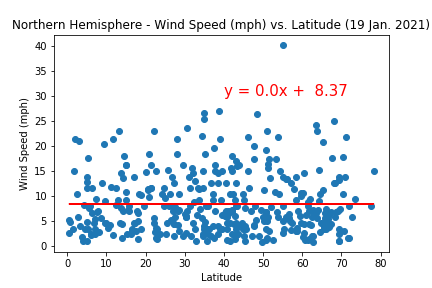 Northern Hemisphere - Wind Speed (mph) vs. Latitude (19 Jan. 2021)
40
35
30
25
20
15
10
5
0
Wind Speed (mph)
y = 0.0x + 8.37
0 10 20 30 40 50 60 70 80
Latitude